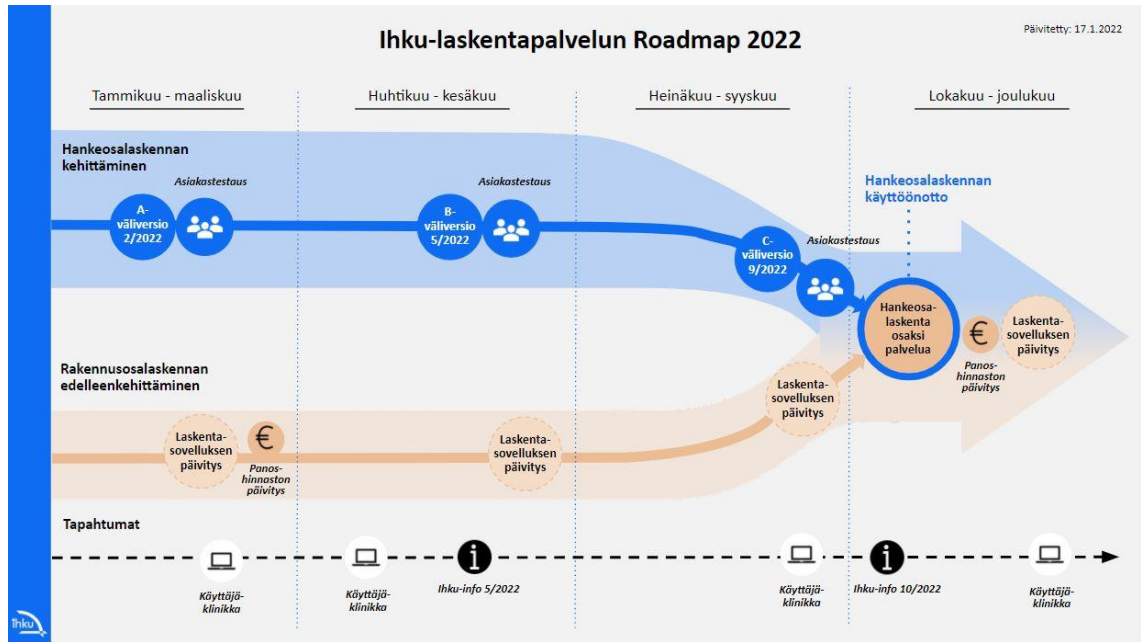 Ihku-laskentapalvelun Roadmap 2022
Päivitetty: 17.1.2022
Tammikuu - maaliskuu
Huhtikuu - kesäkuu
Heinäkuu - syyskuu
Lokakuu - joulukuu
Hankeosalaskennan
kehittäminen
Asiakastestaus
A-
väliversio
2/2022
Asiakastestaus
B-
väliversio
5/2022
Asiakastestaus
C-
väliversio
9/2022
Hankeosalaskennan
käyttöönotto
Hankeosa-
laskenta
osaksi
palvelua
€
Panos-
hinnaston
päivitys
Laskenta-
sovelluksen
päivitys
Rakennusosalaskennan
edelleenkehittäminen
Laskenta-
sovelluksen
päivitys
€
Panos-
hinnaston
päivitys
Laskenta-
sovelluksen
päivitys
Laskenta-
sovelluksen
päivitys
Tapahtumat
Käyttäjä-
klinikka
Käyttäjä-
klinikka
i
Ihku-info 5/2022
Käyttäjä-
klinikka
i
Ihku-info 10/2022
Käyttäjä-
klinikka
ihku